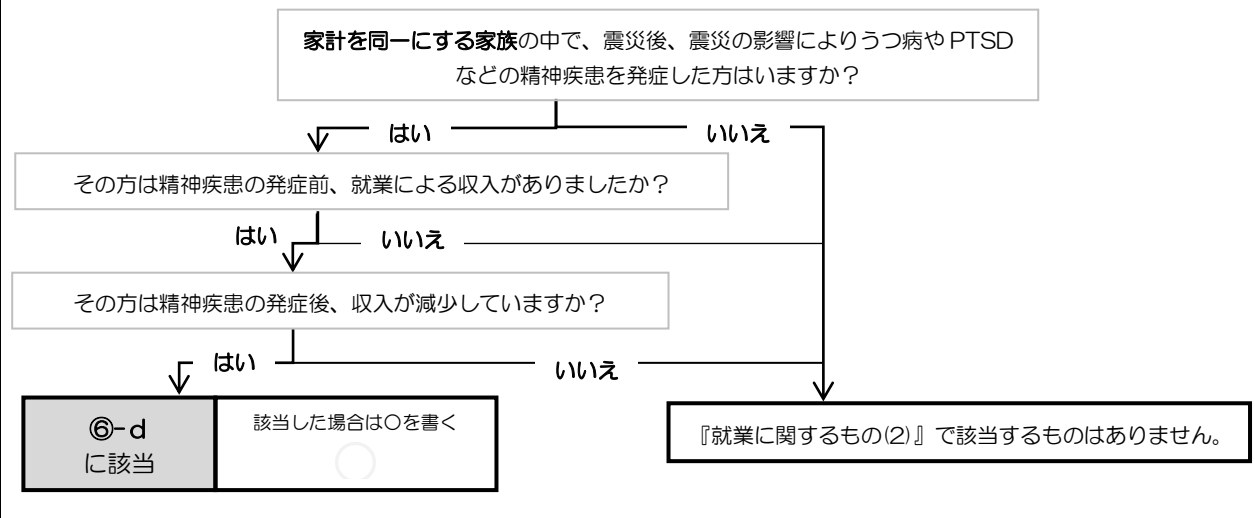 家計を同一にする家族の中で、震災後、震災の影響によりうつ病や PTSD
などの精神疾患を発症した方はいますか？
はい
いいえ
その方は精神疾患の発症前、就業による収入がありましたか？
はい
いいえ
その方は精神疾患の発症後、収入が減少していますか？
はい
いいえ
⑥-d
に該当
該当した場合は〇を書く
『就業に関するもの(2)』で該当するものはありません。